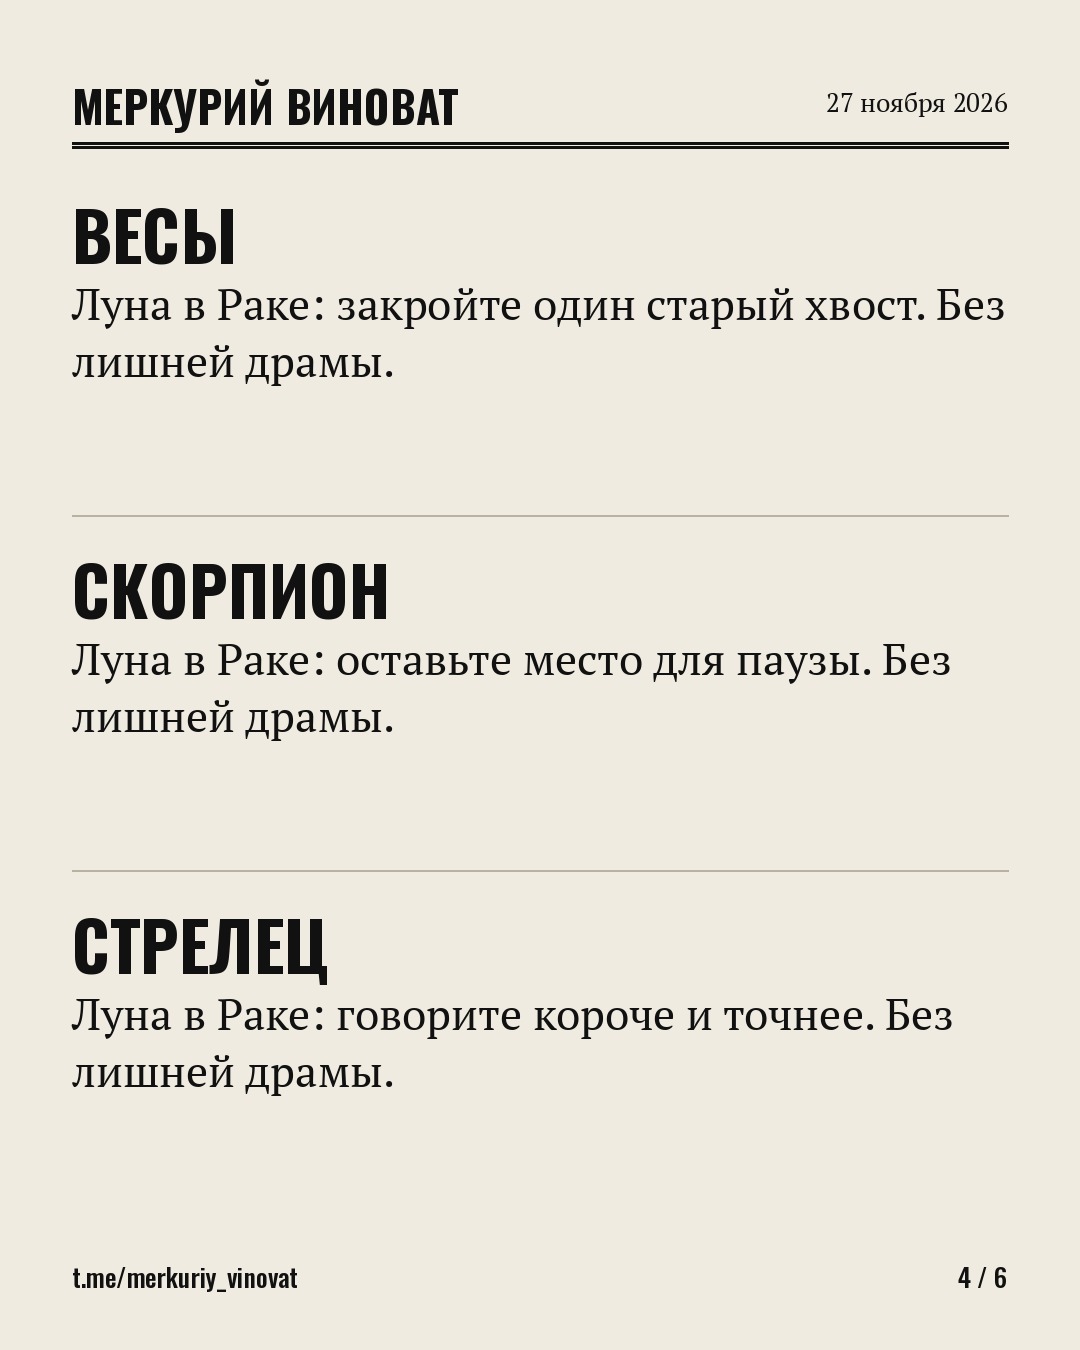 МЕРКУРИЙ ВИНОВАТ
27 ноября 2026
ВЕСЫ
Луна в Раке: закройте один старый хвост. Без
лишней драмы.
СКОРПИОН
Луна в Раке: оставьте место для паузы. Без
лишней драмы.
СТРЕЛЕЦ
Луна в Раке: говорите короче и точнее. Без
лишней драмы.
t.me/merkuriy_vinovat
4 / 6